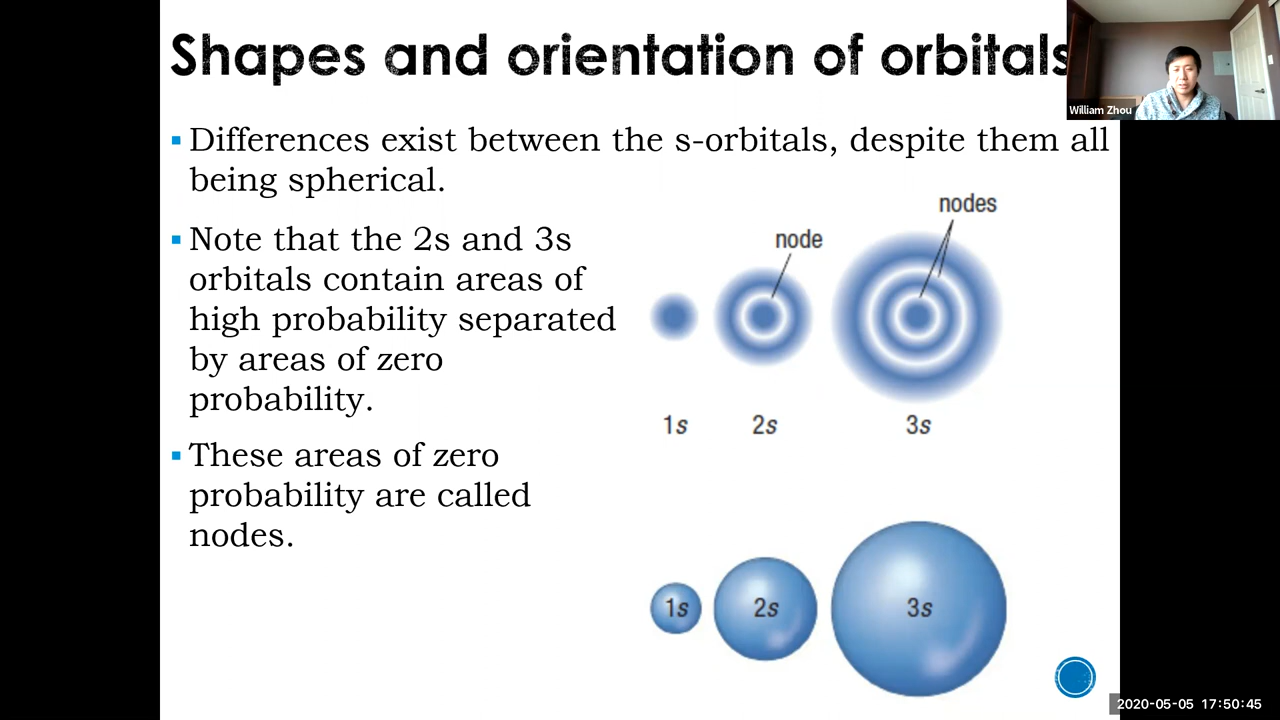 Shapes and orientation of orbitals
William Zhou
▪ Differences exist between the s-orbitals, despite them all
being spherical.
▪ Note that the 2s and 3s
orbitals contain areas of
high probability separated
by areas of zero
probability.
▪ These areas of zero
probability are called
nodes.
nodes
node
1s 2s 3s
1s 2s 3s
2020-05-05 17:50:45